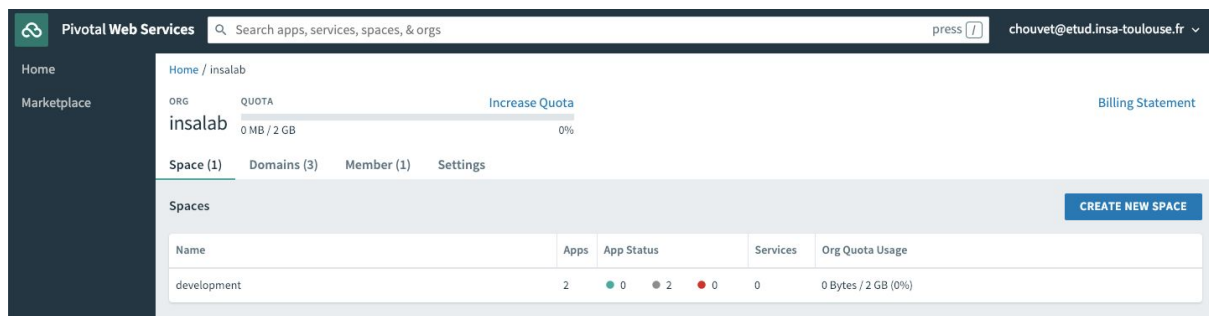 Pivotal Web Services Search apps, services, spaces, & orgs press / chouvet@etud.insa-toulouse.fr
Home
Marketplace
Home / insalab
ORG QUOTA Increase Quota Billing Statement
insalab 0 MB / 2 GB 0%
Space (1) Domains (3) Member (1) Settings
Spaces CREATE NEW SPACE
Name Apps App Status Services Org Quota Usage
development 2 0 2 0 0 0 Bytes / 2 GB (0%)